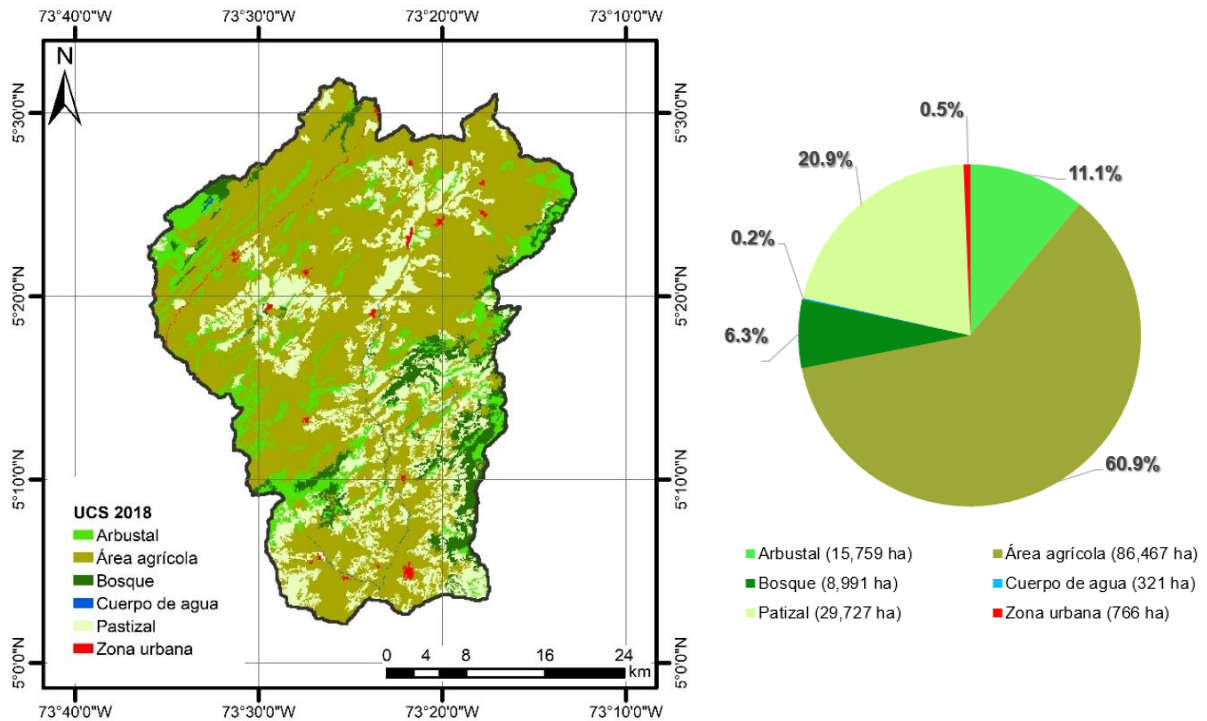 73°40'0"W 73°30'0"W 73°20'0"W 73°10'0"W
N
5°30'0"N 5°30'0"N
5°20'0"N 5°20'0"N
5°10'0"N 5°10'0"N
5°0'0"N 5°0'0"N
UCS 2018
Arbustal
Área agrícola
Bosque
Cuerpo de agua
Pastizal
Zona urbana
0 4 8 16 24
km
73°40'0"W 73°30'0"W 73°20'0"W 73°10'0"W
0.5%
11.1%
20.9%
0.2%
6.3%
60.9%
Arbustal (15,759 ha) Área agrícola (86,467 ha)
Bosque (8,991 ha) Cuerpo de agua (321 ha)
Patizal (29,727 ha) Zona urbana (766 ha)